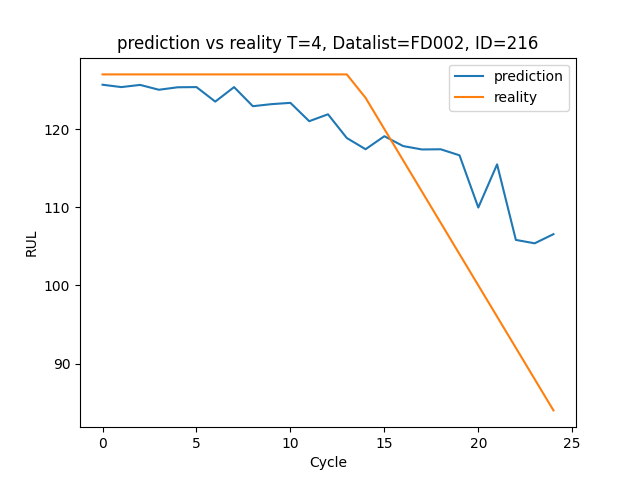 prediction vs reality T=4, Datalist=FD002, ID=216
prediction
reality
120
110
100
90
RUL
0 5 10 15 20 25
Cycle